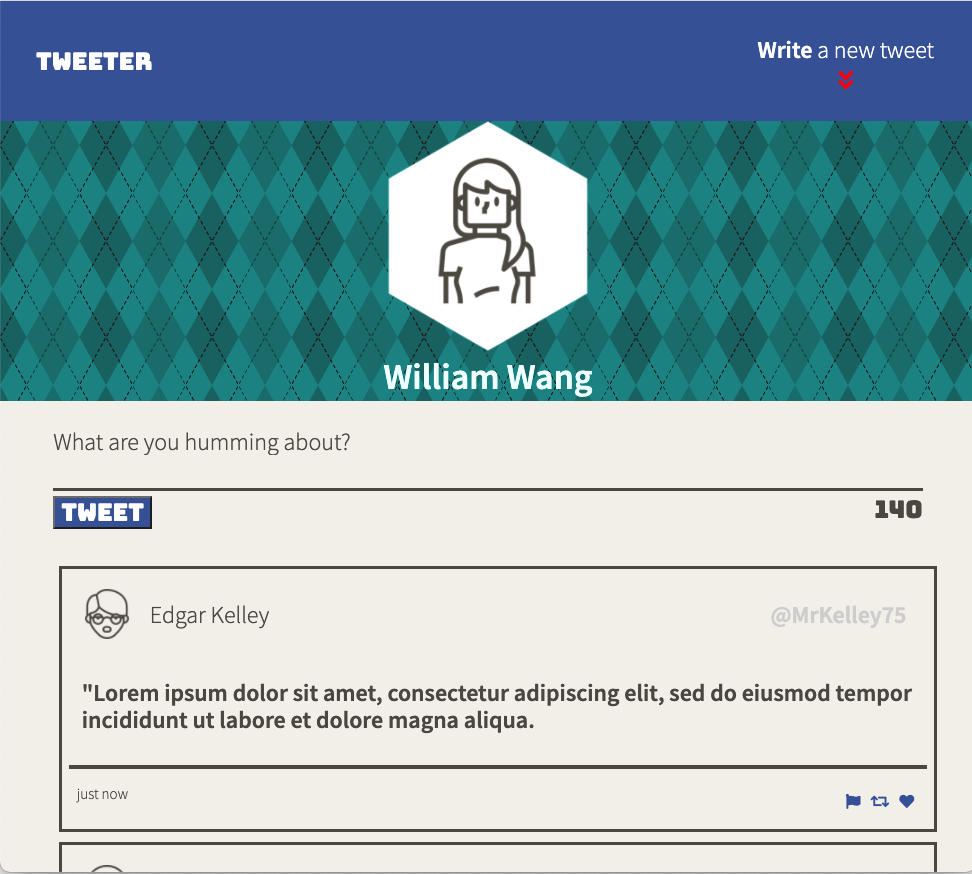 TWEETER
Write a new tweet
William Wang
What are you humming about?
TWEET
140
Edgar Kelley
@MrKelley75
"Lorem ipsum dolor sit amet, consectetur adipiscing elit, sed do eiusmod tempor
incididunt ut labore et dolore magna aliqua.
just now